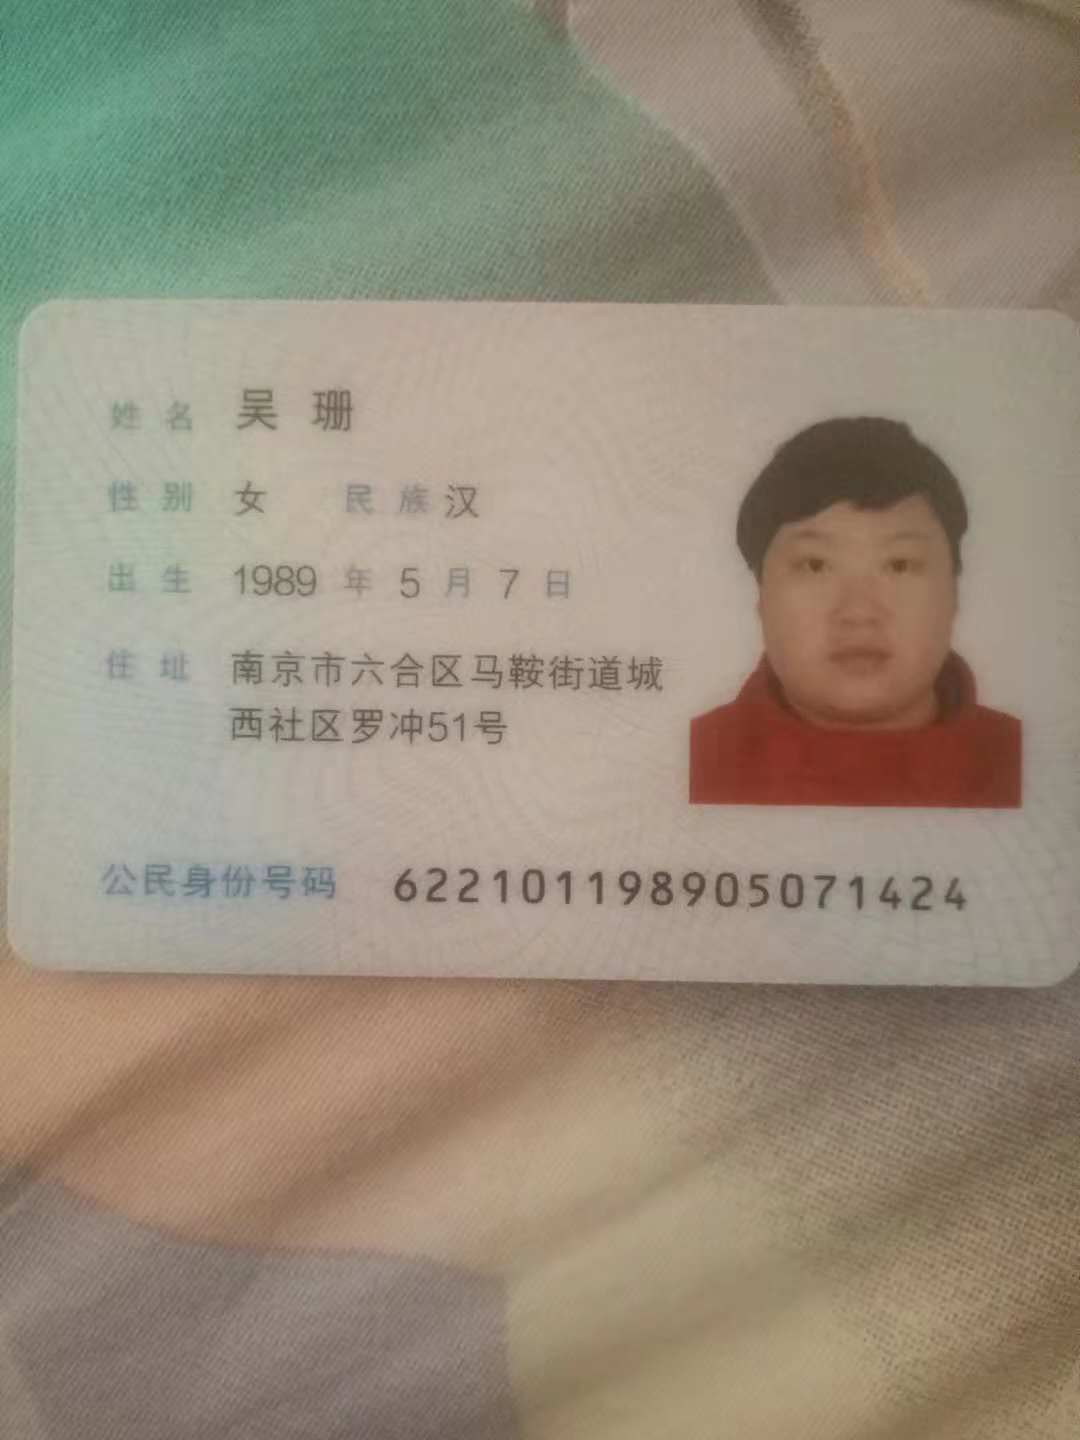 姓名 吴珊
性别 女 民族 汉
出生 1989 年 5 月 7 日
住址 南京市六合区马鞍街道城
西社区罗冲51号
公民身份号码 622101198905071424